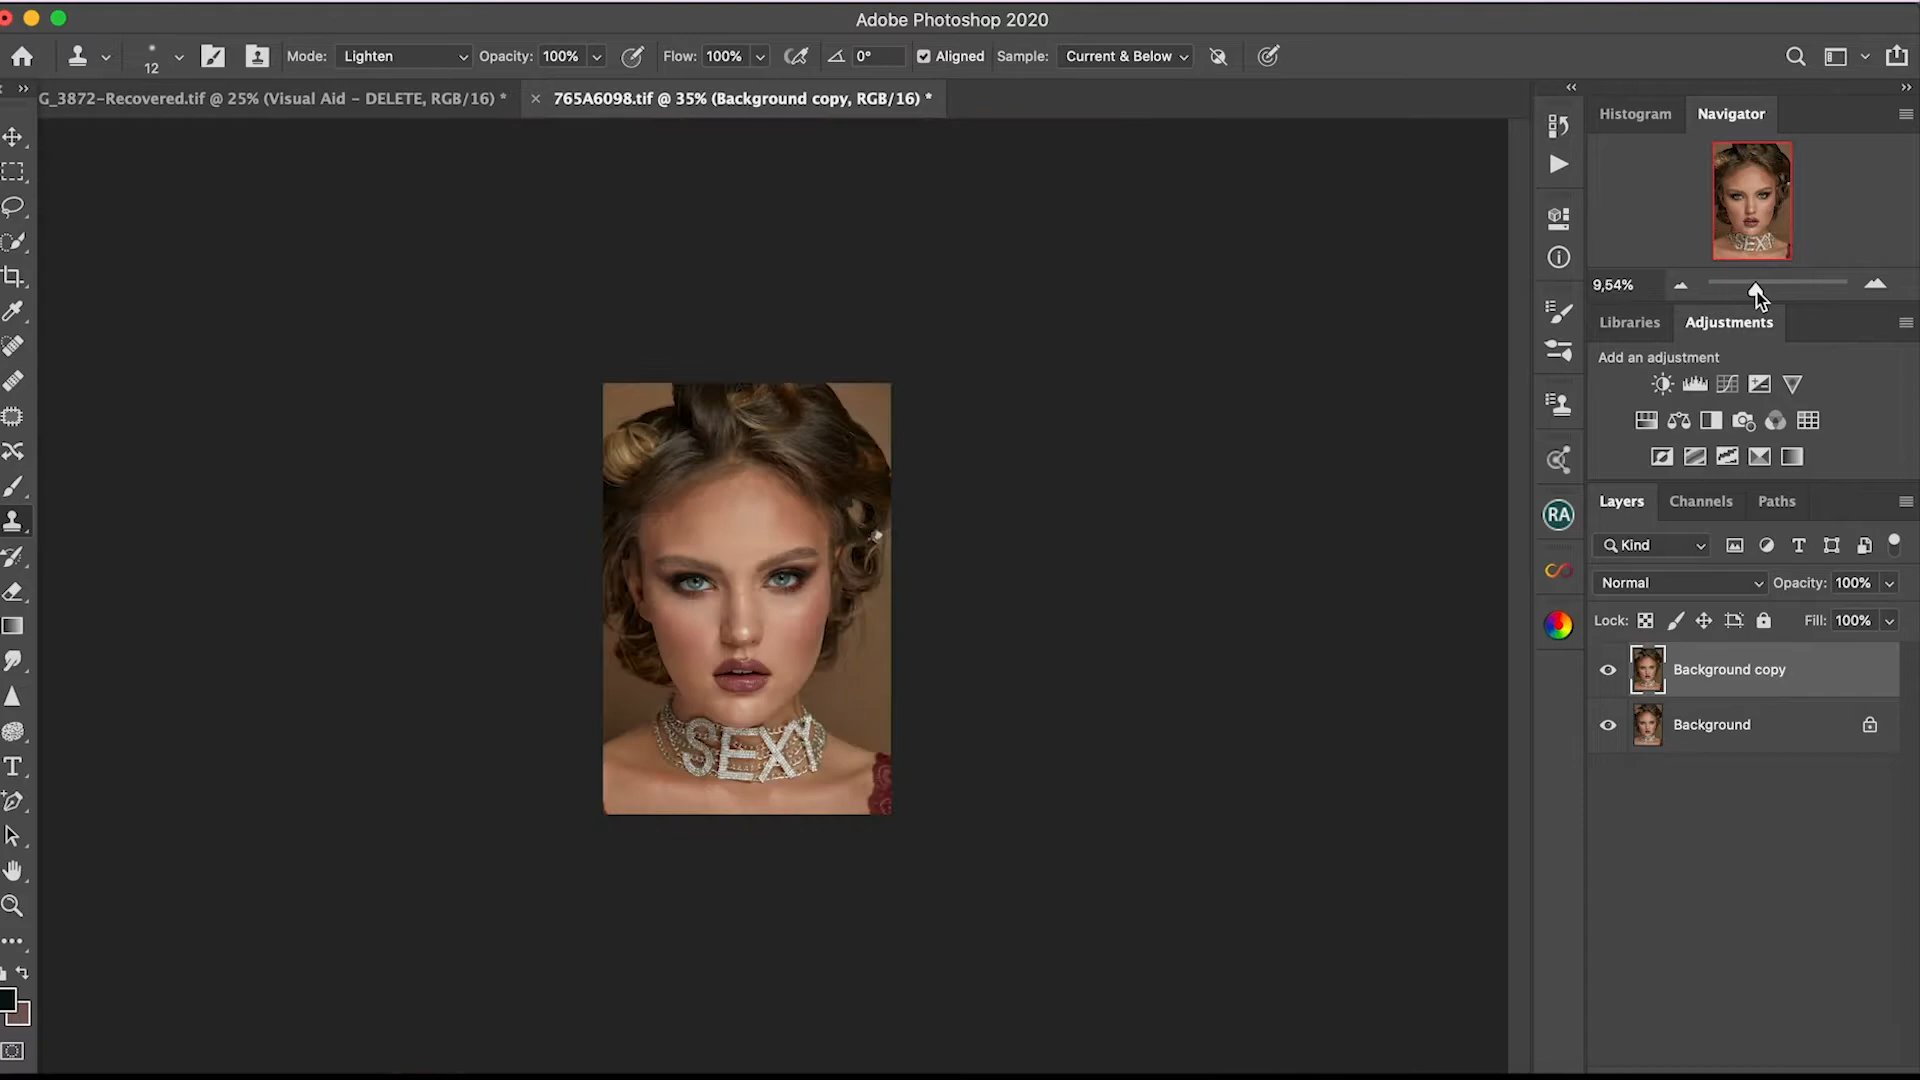 Adobe Photoshop 2020
12
Mode: Lighten Opacity: 100% Flow: 100% 0° Aligned Sample: Current & Below
G_3872-Recovered.tif @ 25% (Visual Aid - DELETE, RGB/16) *
× 765A6098.tif @ 35% (Background copy, RGB/16) *
Histogram Navigator
9,54%
Libraries Adjustments
Add an adjustment
RA
Layers Channels Paths
Kind
Normal Opacity: 100%
Lock: Fill: 100%
Background copy
Background
SEXY
SEXY